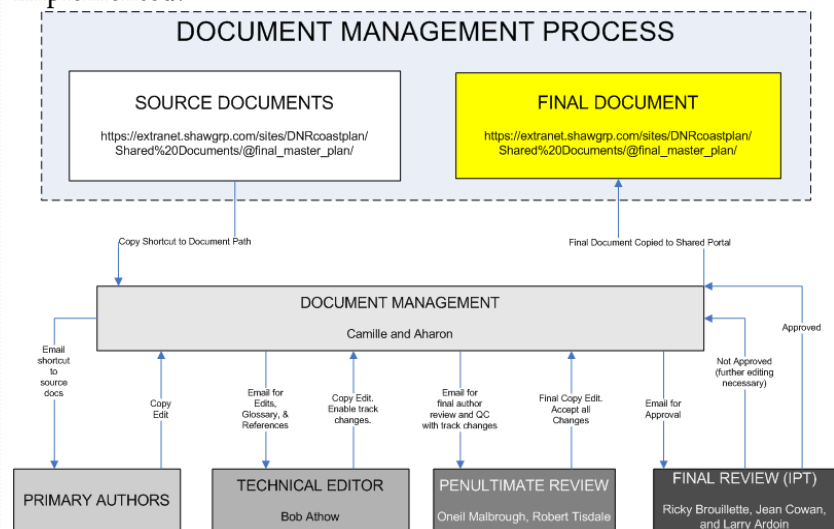 implemented.
DOCUMENT MANAGEMENT PROCESS
SOURCE DOCUMENTS
https://extranet.shawgrp.com/sites/DNRcoastplan/
Shared%20Documents/@final_master_plan/
FINAL DOCUMENT
https://extranet.shawgrp.com/sites/DNRcoastplan/
Shared%20Documents/@final_master_plan/
Copy Shortcut to Document Path
Final Document Copied to Shared Portal
DOCUMENT MANAGEMENT
Camille and Aharon
Email
shortcut
to
source
docs
Copy
Edit
Email for
Edits,
Glossary, &
References
Copy Edit.
Enable track
changes.
Email for
final author
review and QC
with track changes
Final Copy Edit.
Accept all
Changes
Email for
Approval
Not Approved
(further editing
necessary)
Approved
PRIMARY AUTHORS
TECHNICAL EDITOR
Bob Athow
PENULTIMATE REVIEW
Oneil Malbrough, Robert Tisdale
FINAL REVIEW (IPT)
Ricky Brouillette, Jean Cowan,
and Larry Ardoin